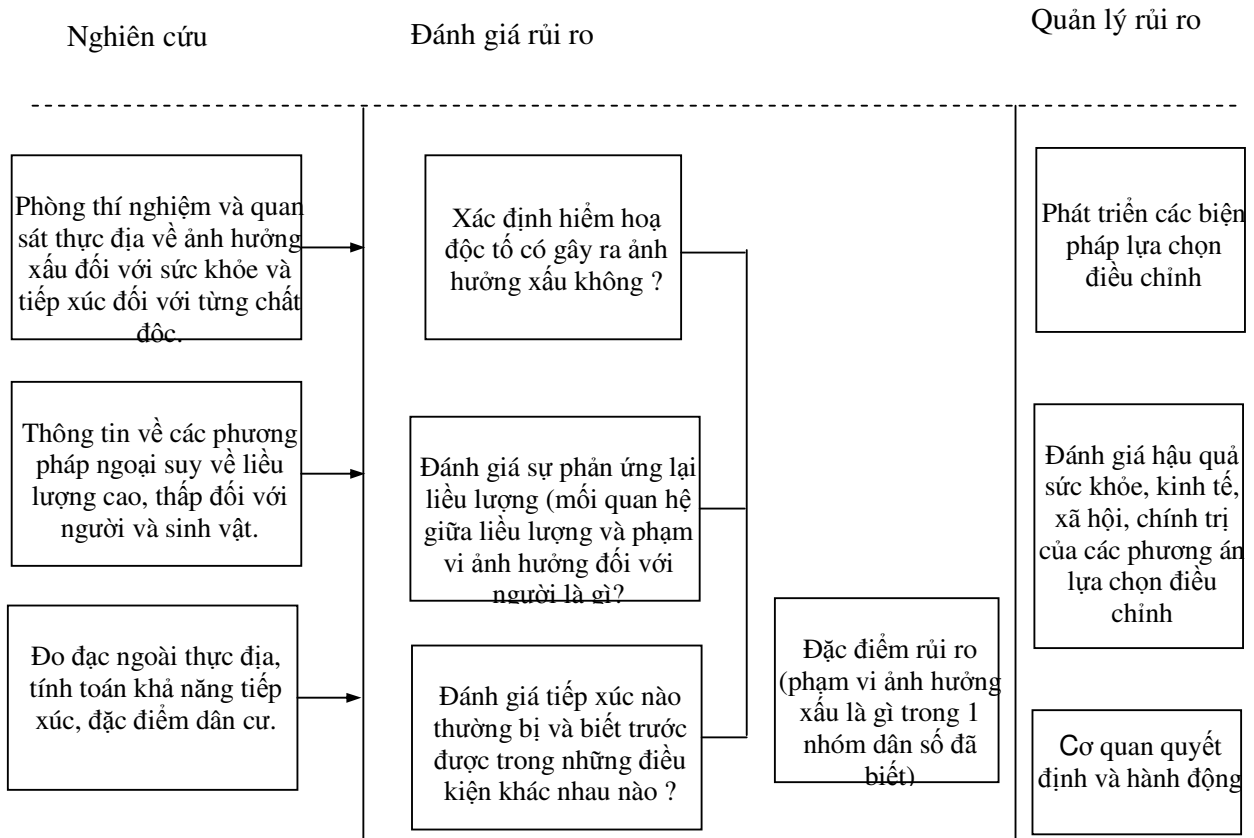 Nghiên cứu
Đánh giá rủi ro
Quản lý rủi ro
Phòng thí nghiệm và quan
sát thực địa về ảnh hưởng
xấu đối với sức khỏe và
tiếp xúc đối với từng chất
độc.
Thông tin về các phương
pháp ngoại suy về liều
lượng cao, thấp đối với
người và sinh vật.
Đo đạc ngoài thực địa,
tính toán khả năng tiếp
xúc, đặc điểm dân cư.
Xác định hiểm hoạ
độc tố có gây ra ảnh
hưởng xấu không ?
Đánh giá sự phản ứng lại
liều lượng (mối quan hệ
giữa liều lượng và phạm
vi ảnh hưởng đối với
người là gì?
Đánh giá tiếp xúc nào
thường bị và biết trước
được trong những điều
kiện khác nhau nào ?
Đặc điểm rủi ro
(phạm vi ảnh hưởng
xấu là gì trong 1
nhóm dân số đã
biết)
Phát triển các biện
pháp lựa chọn
điều chỉnh
Đánh giá hậu quả
sức khỏe, kinh tế,
xã hội, chính trị
của các phương án
lựa chọn điều
chỉnh
Cơ quan quyết
định và hành động